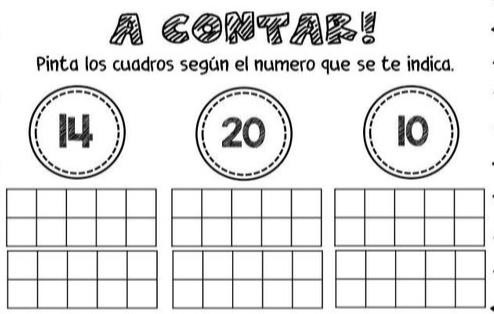 A CONTAR!
Pinta los cuadros según el numero que se te indica.
14 20 10